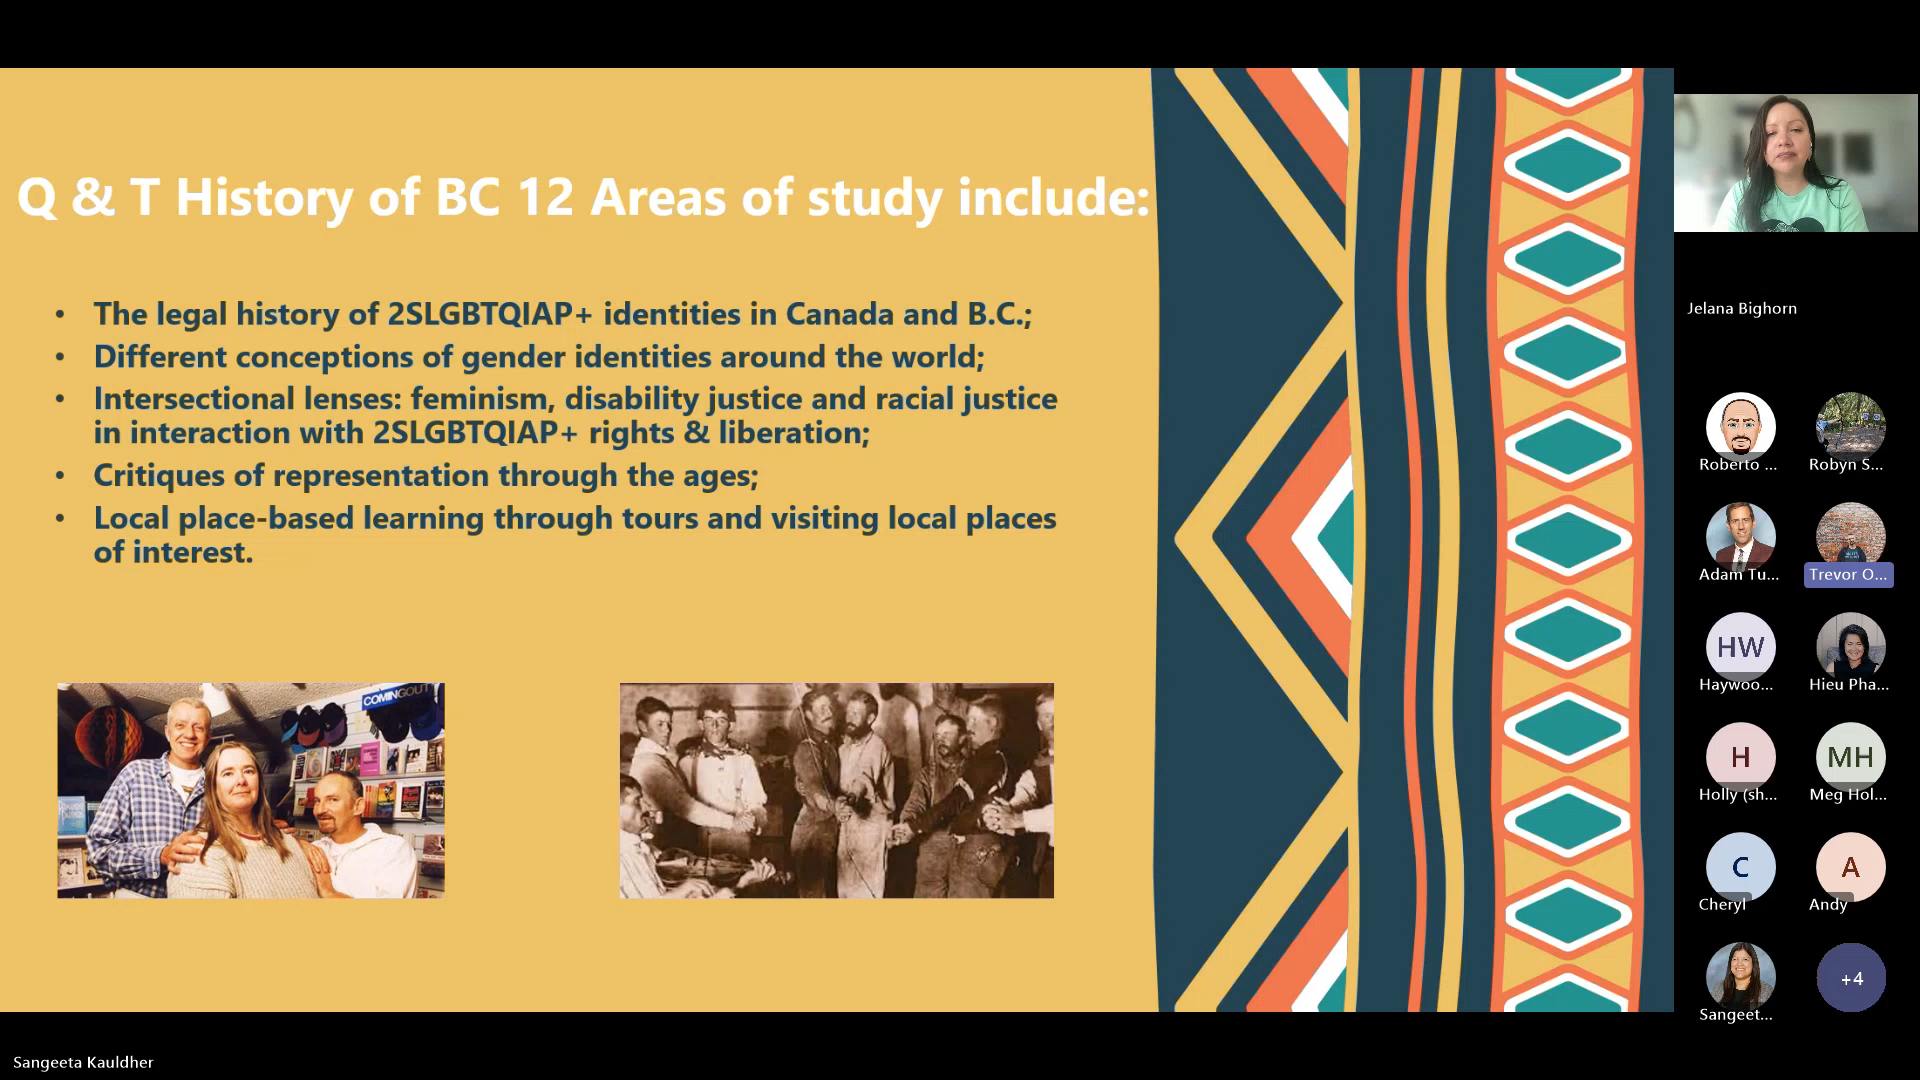 Q & T History of BC 12 Areas of study include:
• The legal history of 2SLGBTQIAP+ identities in Canada and B.C.;
• Different conceptions of gender identities around the world;
• Intersectional lenses: feminism, disability justice and racial justice
in interaction with 2SLGBTQIAP+ rights & liberation;
• Critiques of representation through the ages;
• Local place-based learning through tours and visiting local places
of interest.
COMINGOUT
Jelana Bighorn
Roberto ...
Robyn S...
Adam Tu...
Trevor O...
HW
Haywoo...
Hieu Pha...
H
Holly (sh...
MH
Meg Hol...
C
Cheryl
A
Andy
Sangeet...
+4
Sangeeta Kauldher